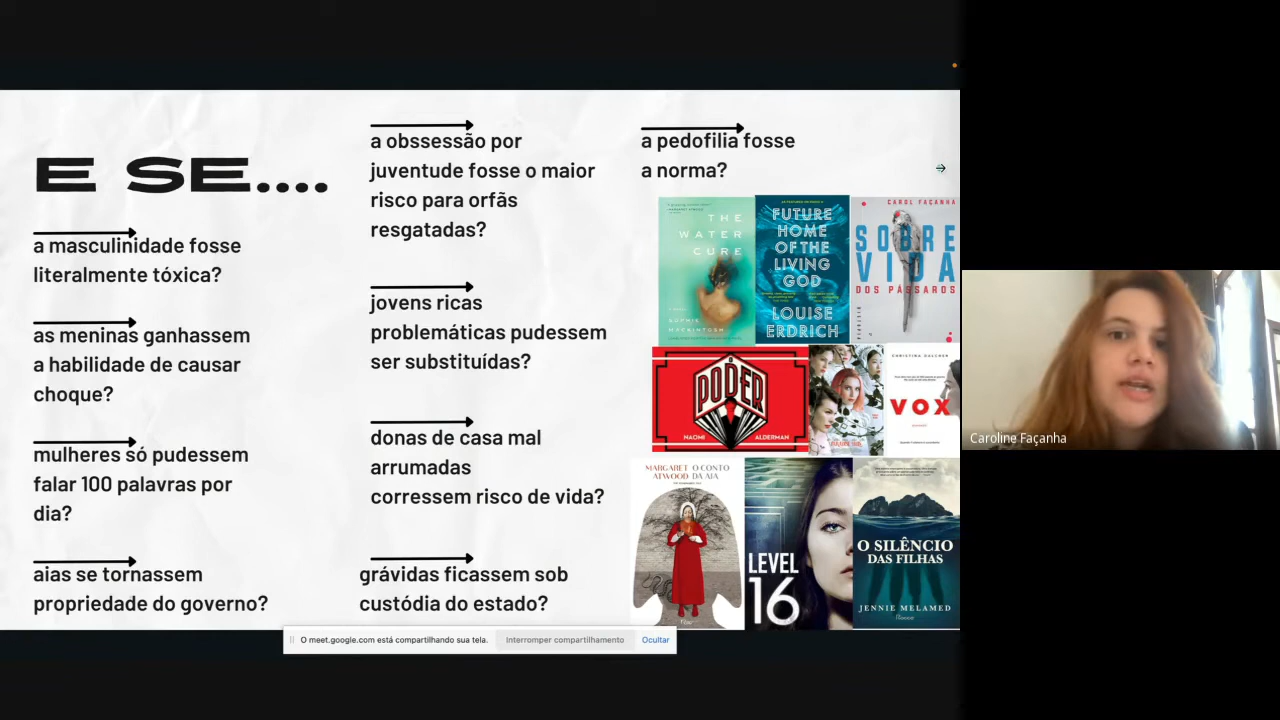 E SE....
a masculinidade fosse
literalmente tóxica?
as meninas ganhassem
a habilidade de causar
choque?
mulheres só pudessem
falar 100 palavras por
dia?
aias se tornassem
propriedade do governo?
a obssessão por
juventude fosse o maior
risco para orfãs
resgatadas?
jovens ricas
problemáticas pudessem
ser substituídas?
donas de casa mal
arrumadas
corressem risco de vida?
grávidas ficassem sob
custódia do estado?
a pedofilia fosse
a norma?
THE
WATER
CURE
SOPHIE
MACKINTOSH
FUTURE
HOME
OF THE
LIVING
GOD
LOUISE
ERDRICH
CAROL FAÇANHA
SOBRE
VIDA
DOS PÁSSAROS
O
PODER
NAOMI ALDERMAN
CHRISTINA DALCHER
VOX
MARGARET O CONTO
ATWOOD DA AIA
LEVEL
16
O SILÊNCIO
DAS FILHAS
JENNIE MELAMED
O meet.google.com está compartilhando sua tela.
Interromper compartilhamento
Ocultar
Caroline Façanha